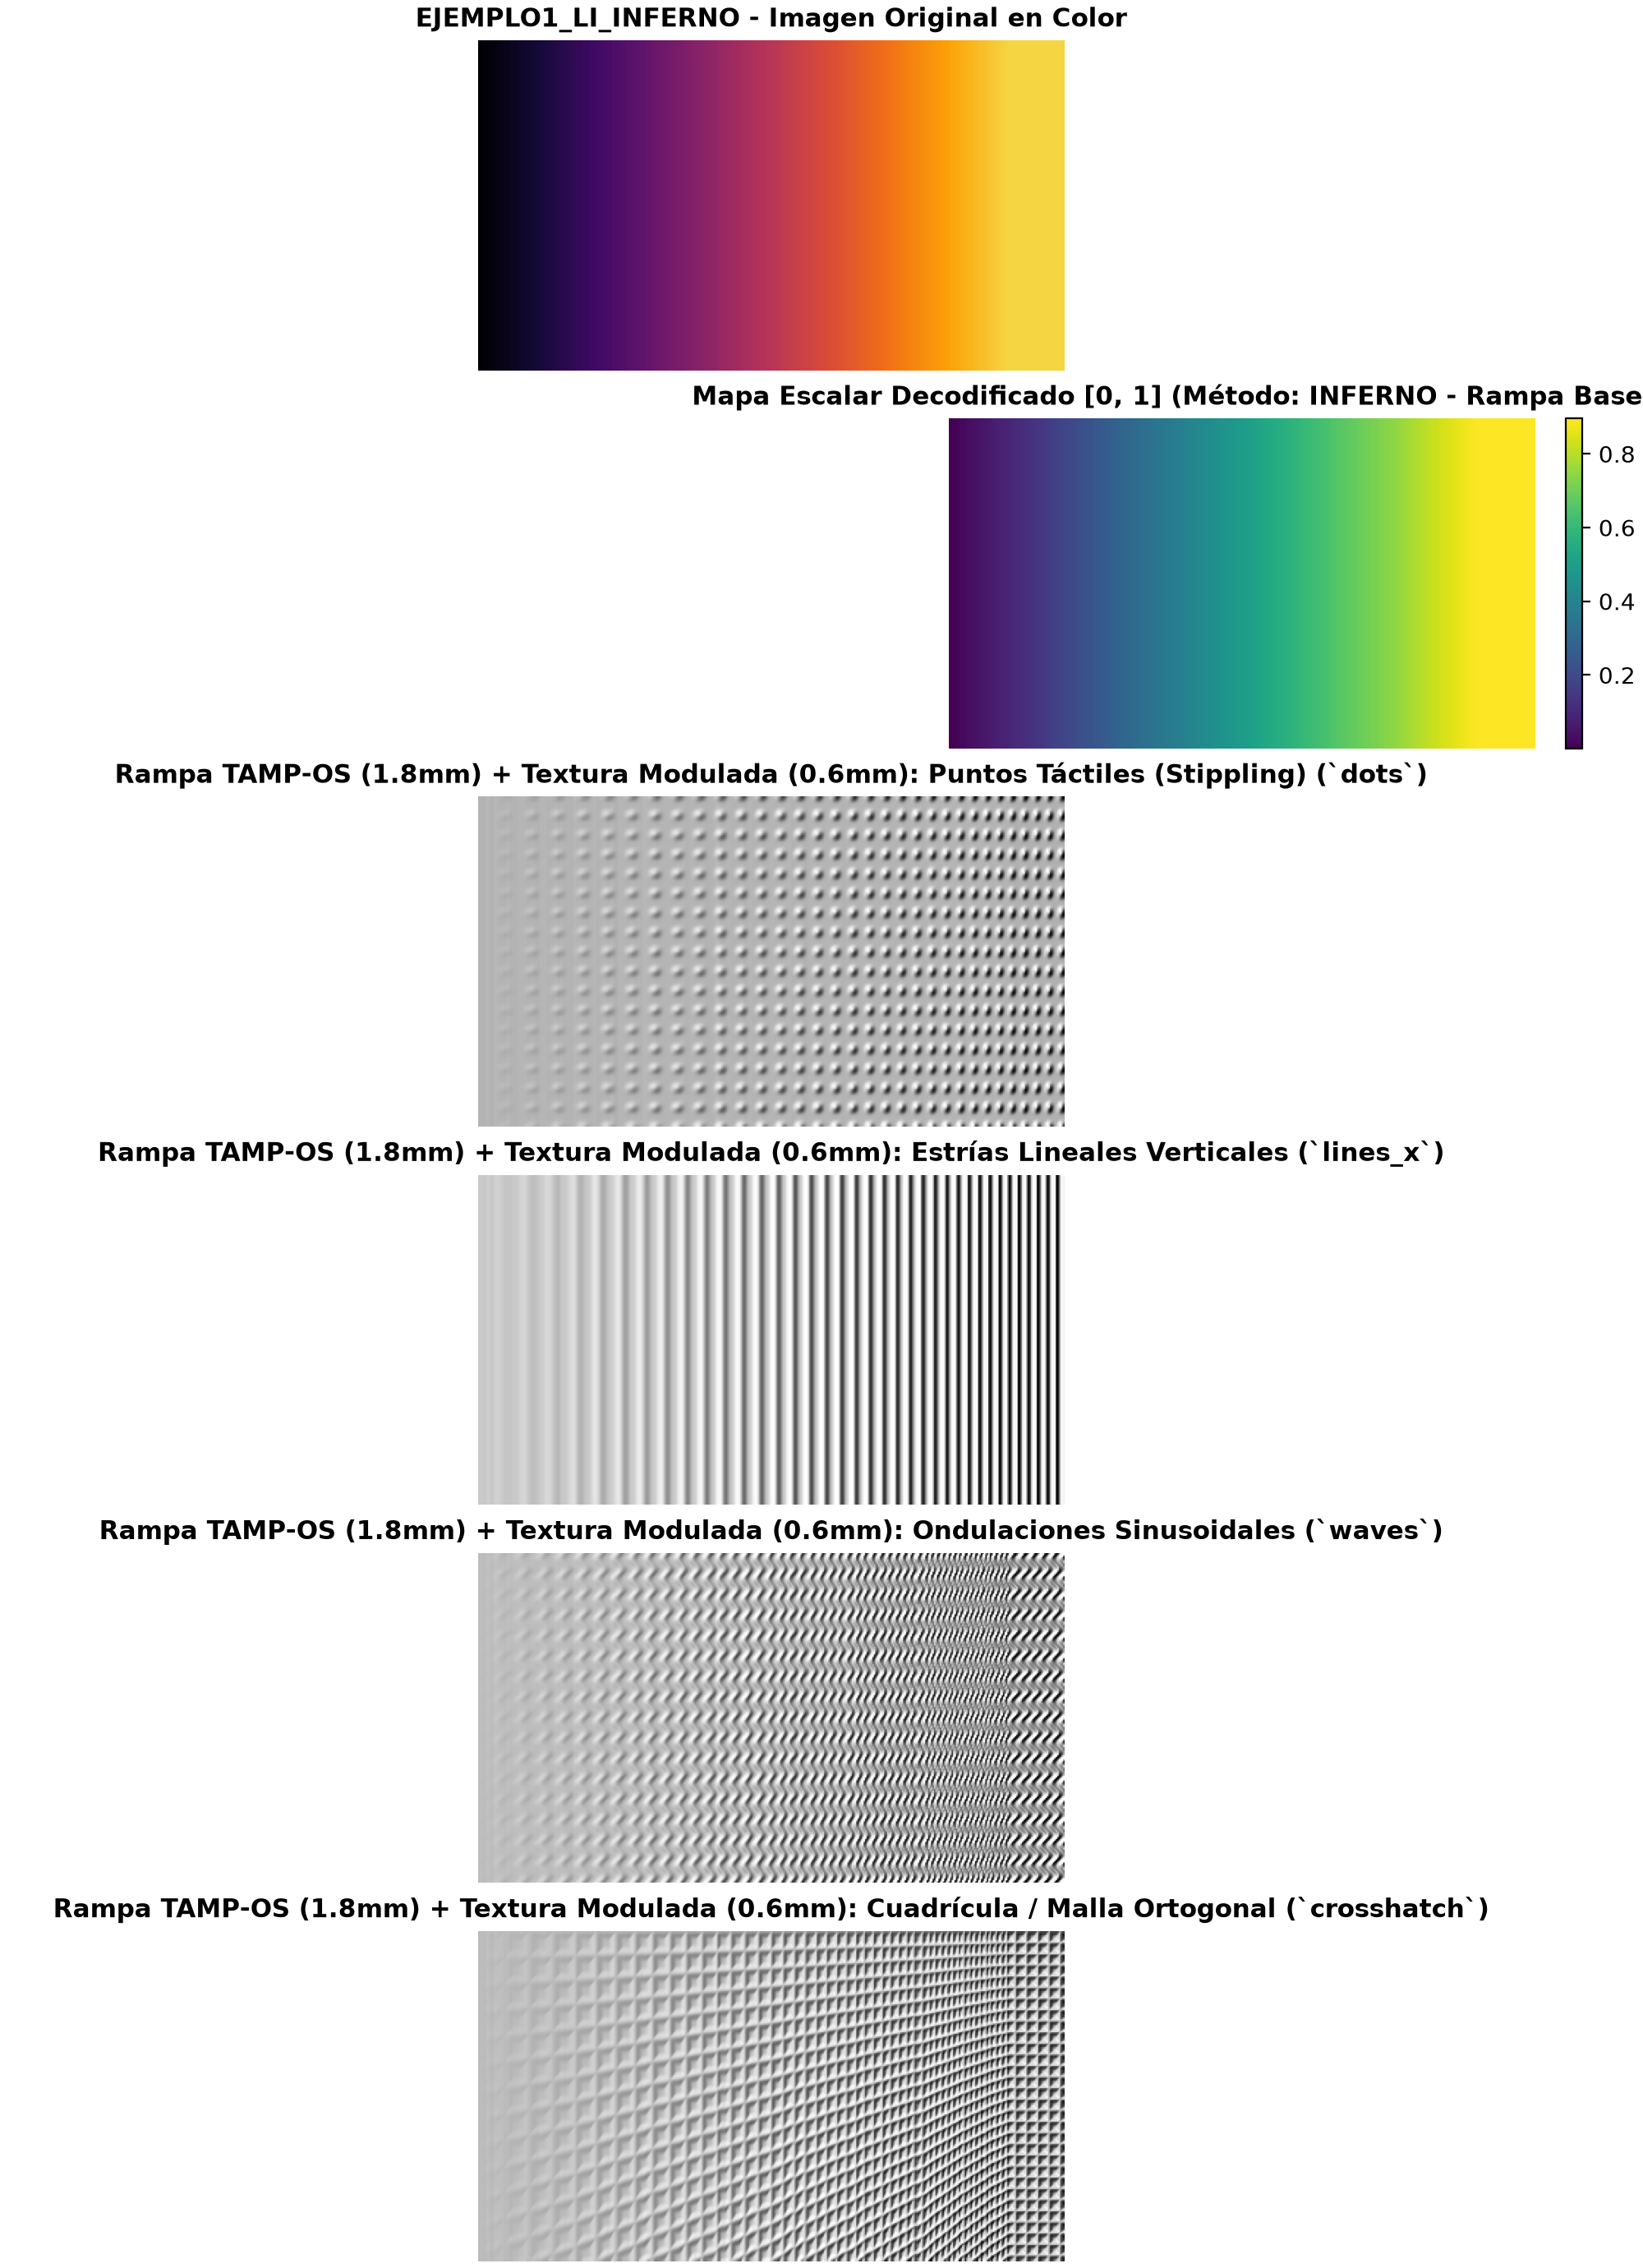 EJEMPLO1_LI_INFERNO - Imagen Original en Color
Mapa Escalar Decodificado [0, 1] (Método: INFERNO - Rampa Base
0.8
0.6
0.4
0.2
Rampa TAMP-OS (1.8mm) + Textura Modulada (0.6mm): Puntos Táctiles (Stippling) (`dots`)
Rampa TAMP-OS (1.8mm) + Textura Modulada (0.6mm): Estrías Lineales Verticales (`lines_x`)
Rampa TAMP-OS (1.8mm) + Textura Modulada (0.6mm): Ondulaciones Sinusoidales (`waves`)
Rampa TAMP-OS (1.8mm) + Textura Modulada (0.6mm): Cuadrícula / Malla Ortogonal (`crosshatch`)